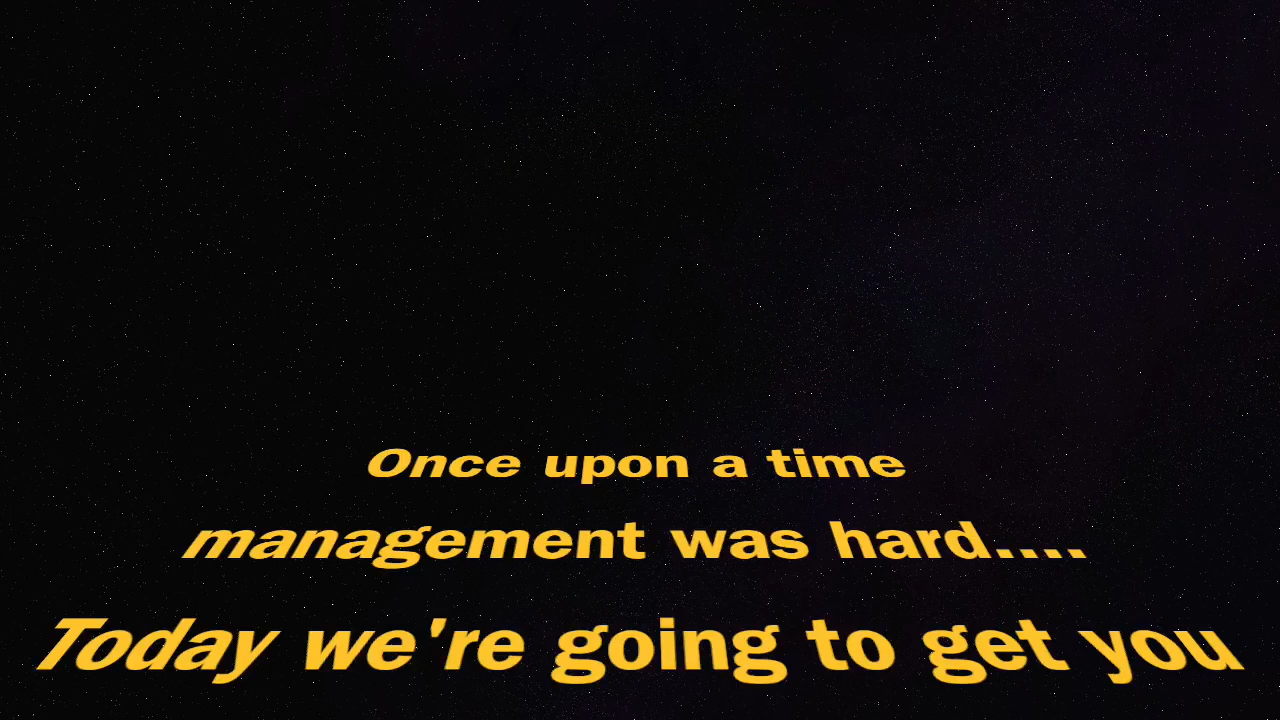 Once upon a time
management was hard....
Today we're going to get you